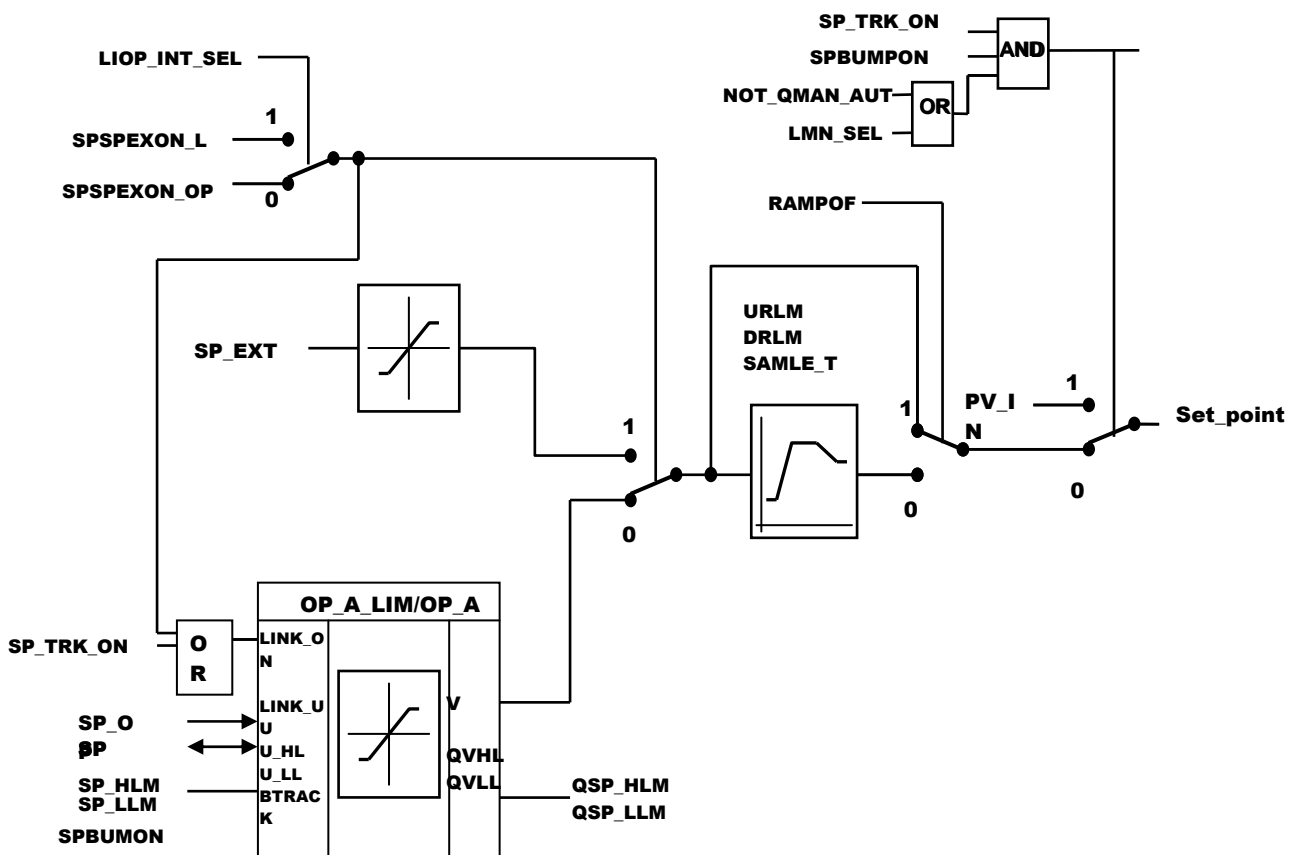 SP_TRK_ON
AND
LIOP_INT_SEL
SPBUMPON
NOT_QMAN_AUT
OR
1
SPSPEXON_L
LMN_SEL
SPSPEXON_OP
0
RAMPOF
URLM
DRLM
SAMLE_T
SP_EXT
1
1
1
PV_I
N
Set_point
0
0
0
OP_A_LIM/OP_A
SP_TRK_ON
O
R
LINK_O
N
LINK_U
U
U_HL
U_LL
BTRAC
K
V
QVHL
QVLL
SP_O
SP
SP_HLM
SP_LLM
SPBUMON
QSP_HLM
QSP_LLM